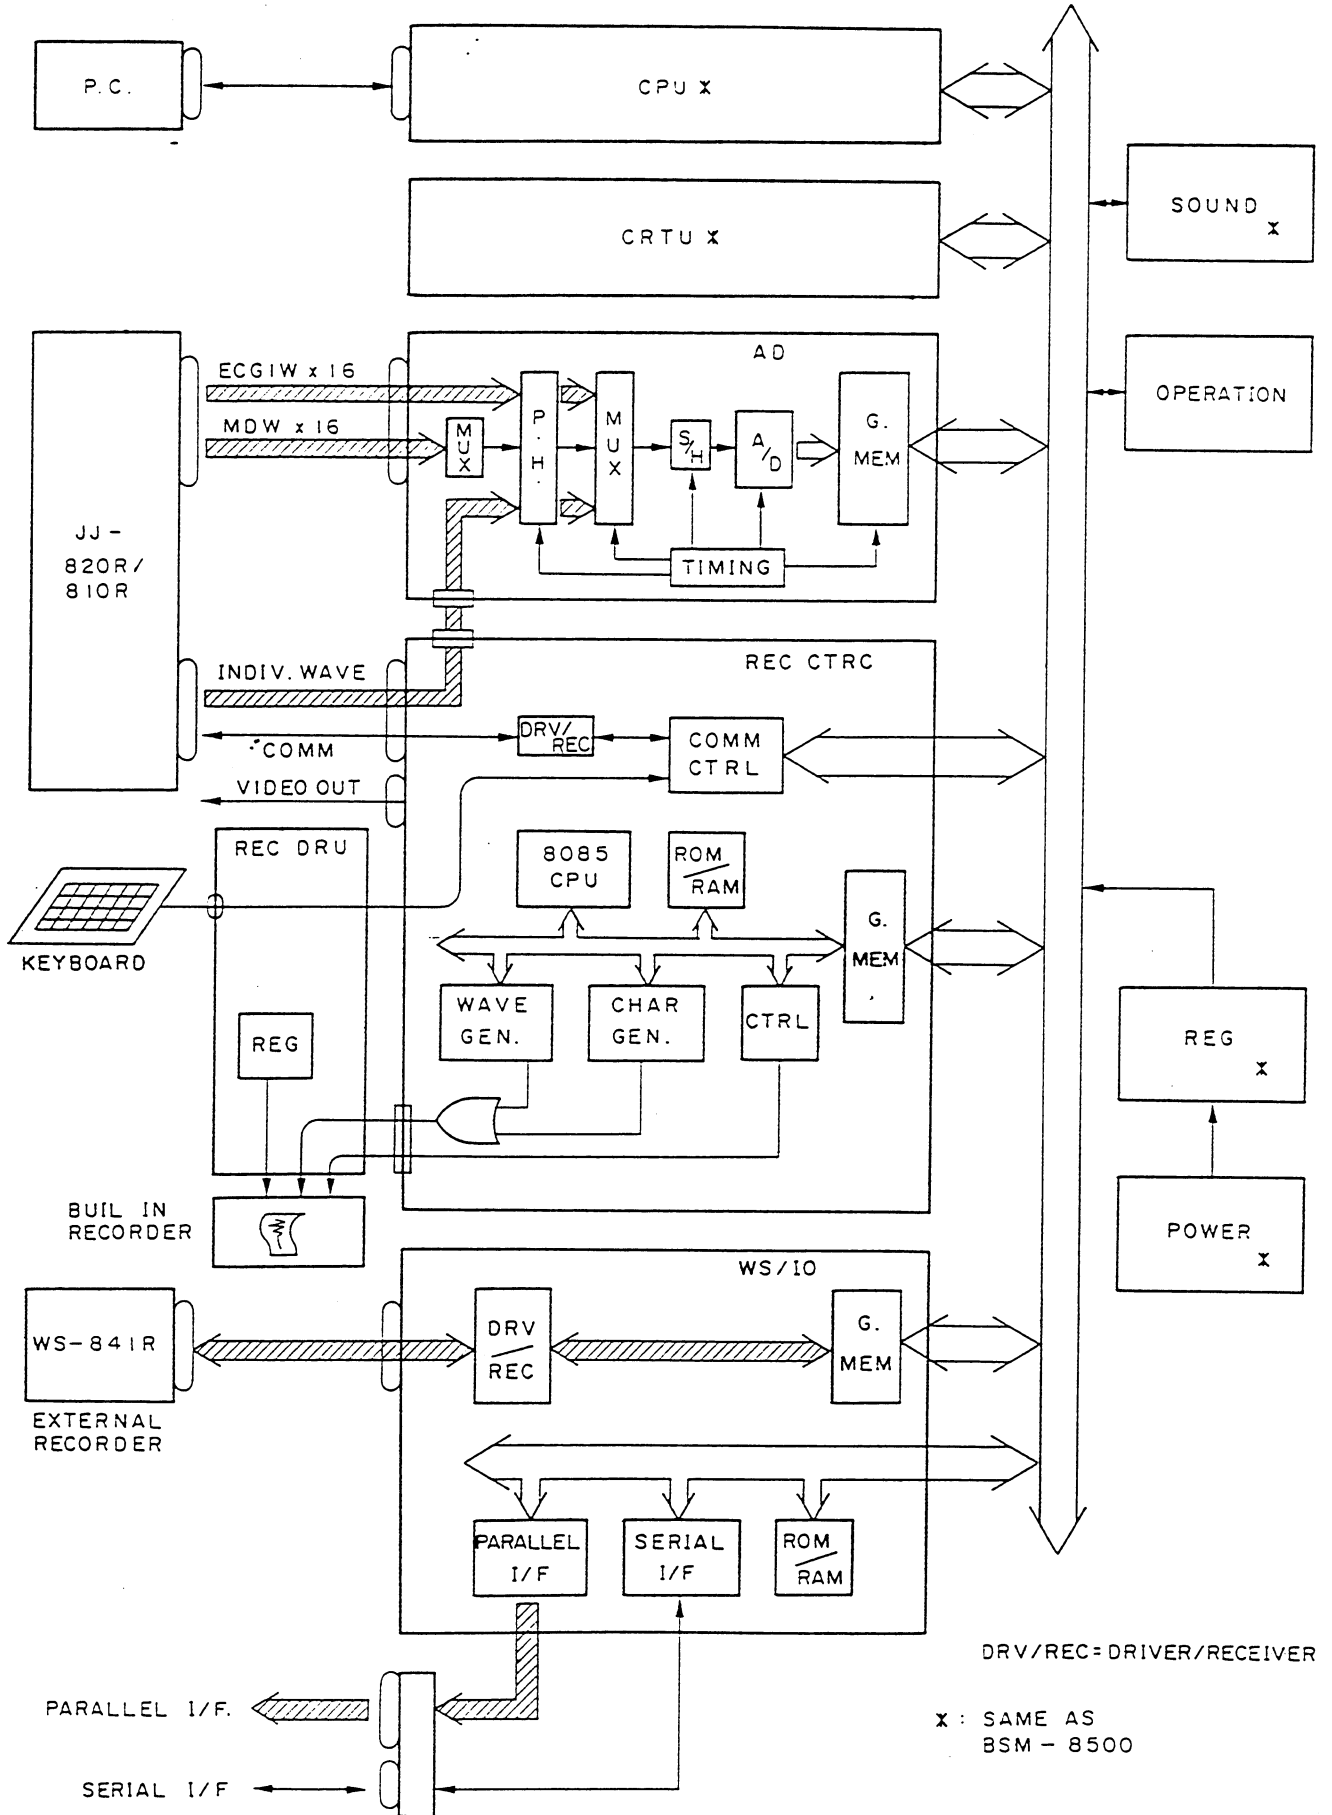 P.C.
CPU X
CRTU X
SOUND
X
OPERATION
AD
ECG1W x 16
MDW x 16
MUX
P.H.
MUX
S/H
A/D
G.
MEM
TIMING
JJ-
820R/
810R
INDIV. WAVE
COMM
VIDEO OUT
REC CTRC
DRV/
REC
COMM
CTRL
REC DRU
8085
CPU
ROM
RAM
G.
MEM
KEYBOARD
WAVE
GEN.
CHAR
GEN.
CTRL
REG
REG
X
POWER
X
BUIL IN
RECORDER
WS/IO
WS-841R
EXTERNAL
RECORDER
DRV
REC
G.
MEM
PARALLEL
I/F
SERIAL
I/F
ROM
RAM
DRV/REC=DRIVER/RECEIVER
PARALLEL I/F.
SERIAL I/F
X : SAME AS
BSM - 8500